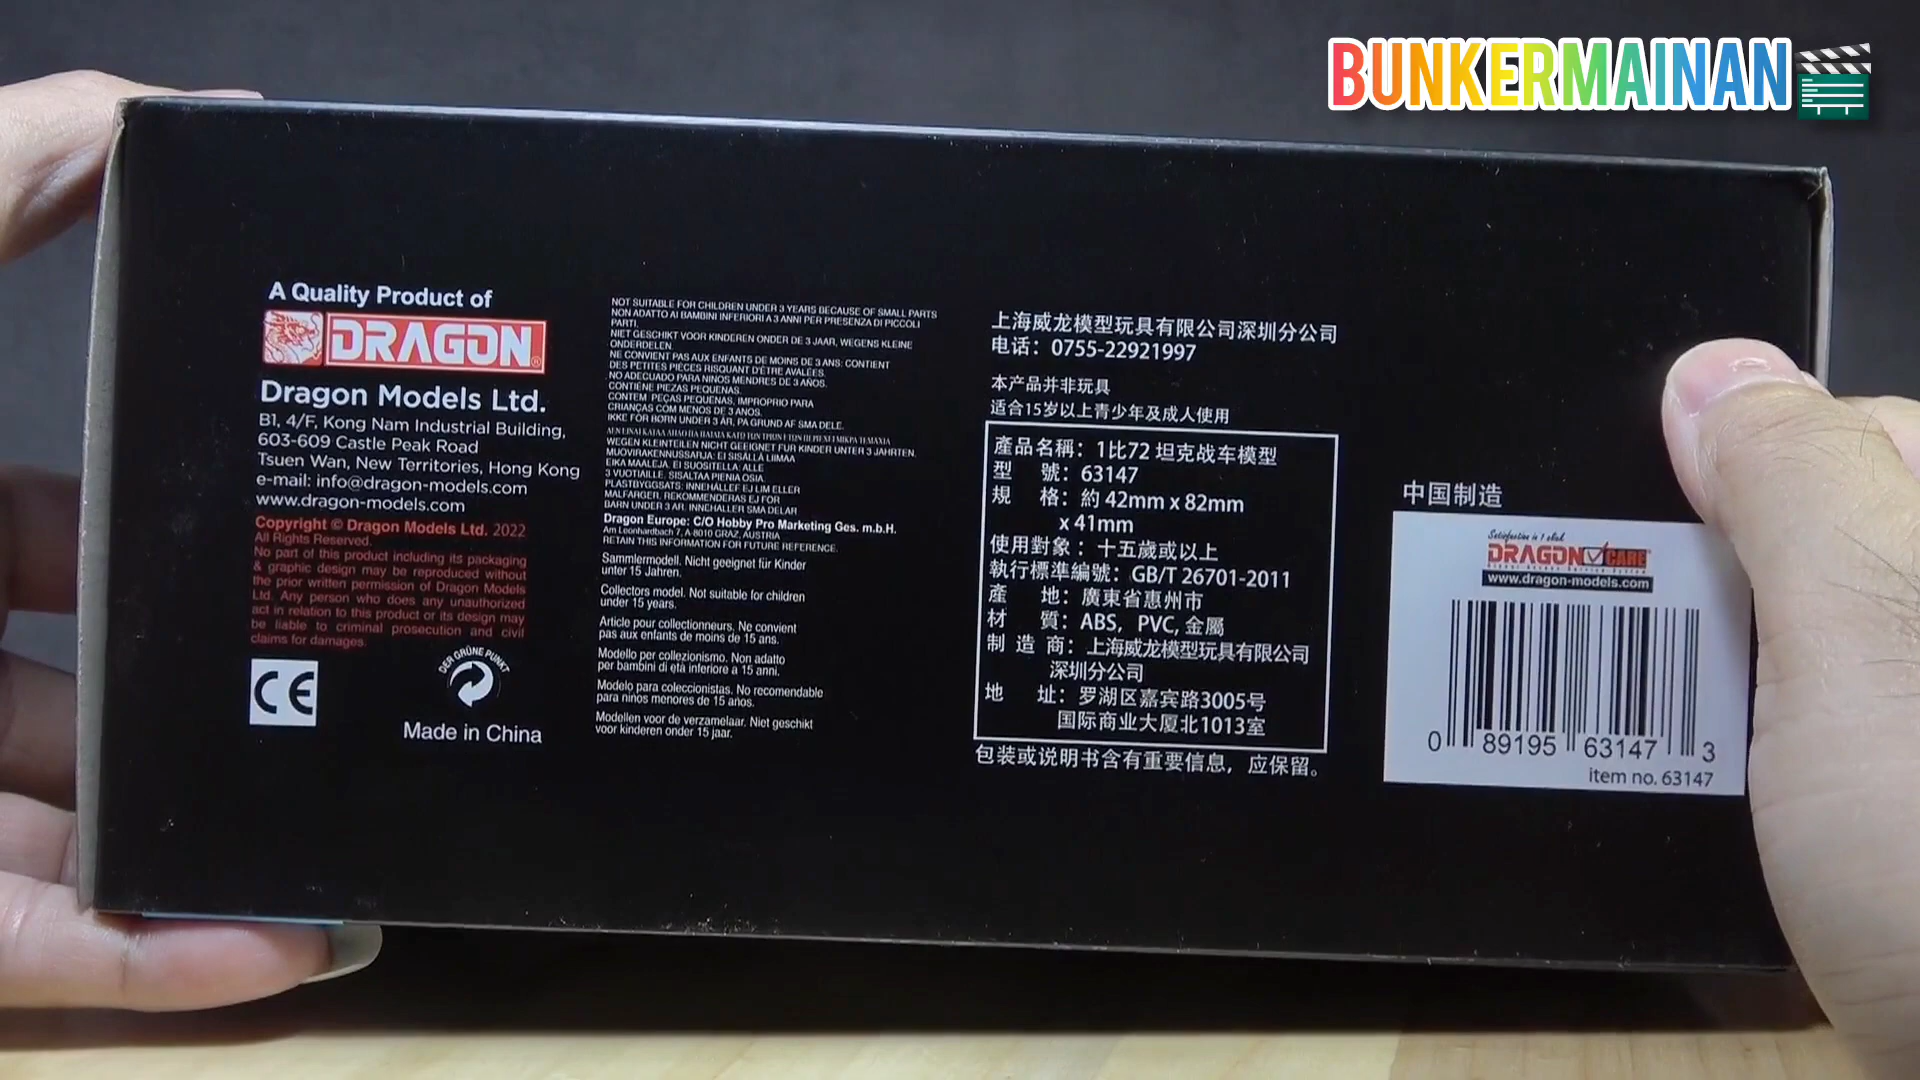 BUNKERMAINAN
A Quality Product of
DRAGON
Dragon Models Ltd.
B1, 4/F, Kong Nam Industrial Building,
603-609 Castle Peak Road
Tsuen Wan, New Territories, Hong Kong
e-mail: info@dragon-models.com
www.dragon-models.com
Copyright © Dragon Models Ltd. 2022
All Rights Reserved.
No part of this product including its packaging
& graphic design may be reproduced without
the prior written permission of Dragon Models
Ltd. Any person who does any unauthorized
act in relation to this product or its design may
be liable to criminal prosecution and civil
claims for damages.
CE
DER GRÜNE PUNKT
Made in China
NOT SUITABLE FOR CHILDREN UNDER 3 YEARS BECAUSE OF SMALL PARTS
NON ADATTO AI BAMBINI INFERIORI A 3 ANNI PER PRESENZA DI PICCOLI
PARTI.
NIET GESCHIKT VOOR KINDEREN ONDER DE 3 JAAR, WEGENS KLEINE
ONDERDELEN.
NE CONVIENT PAS AUX ENFANTS DE MOINS DE 3 ANS: CONTIENT
DES PETITES PIÈCES RISQUANT D'ÊTRE AVALÉES.
NO ADECUADO PARA NINOS MENDRES DE 3 AÑOS.
CONTIENE PIEZAS PEQUENAS.
CONTEM PEÇAS PEQUENAS, IMPROPRIO PARA
CRIANÇAS COM MENOS DE 3 ANOS.
IKKE FOR BORN UNDER 3 ÅR, PA GRUND AF SMA DELE.
WEGEN KLEINTEILEN NICHT GEEIGNET FUR KINDER UNTER 3 JAHRTEN.
MUOVIRAKENNUSSARJA: EI SISÄLLÄ LIIMAA
EIKA MAALEJA. EI SUOSITELLA: ALLE
3 VUOTIAILLE. SISALTAA PIENIA OSIA.
PLASTBYGGSATS: INNEHALLEF EJ LIM ELLER
MALFARGER. REKOMMENDERAS EJ FOR
BARN UNDER 3 AR. INNCHALLER SMA DELAR
Dragon Europe: C/O Hobby Pro Marketing Ges. m.b.H.
Am Leonhardbach 7, A-8010 GRAZ, AUSTRIA
RETAIN THIS INFORMATION FOR FUTURE REFERENCE.
Sammlermodell. Nicht geeignet für Kinder
unter 15 Jahren.
Collectors model. Not suitable for children
under 15 years.
Article pour collectionneurs, Ne convient
pas aux enfants de moins de 15 ans.
Modello per collezionismo. Non adatto
per bambini di età inferiore a 15 anni.
Modelo para coleccionistas. No recomendable
para niños menores de 15 años.
Modellen voor de verzamelaar. Niet geschikt
voor kinderen onder 15 jaar.
上海威龙模型玩具有限公司深圳分公司
电话：0755-22921997
本产品并非玩具
适合15岁以上青少年及成人使用
產品名稱：1比72 坦克战车模型
型 號：63147
規 格：約 42mm x 82mm
x 41mm
使用對象：十五歲或以上
執行標準編號：GB/T 26701-2011
產 地：廣東省惠州市
材 質：ABS, PVC, 金屬
制 造 商：上海威龙模型玩具有限公司
深圳分公司
地 址：罗湖区嘉宾路3005号
国际商业大厦北1013室
包装或说明书含有重要信息，应保留。
中国制造
Satisfaction is 1 click
DRAGON CARE
www.dragon-models.com
0 89195 63147 3
item no. 63147